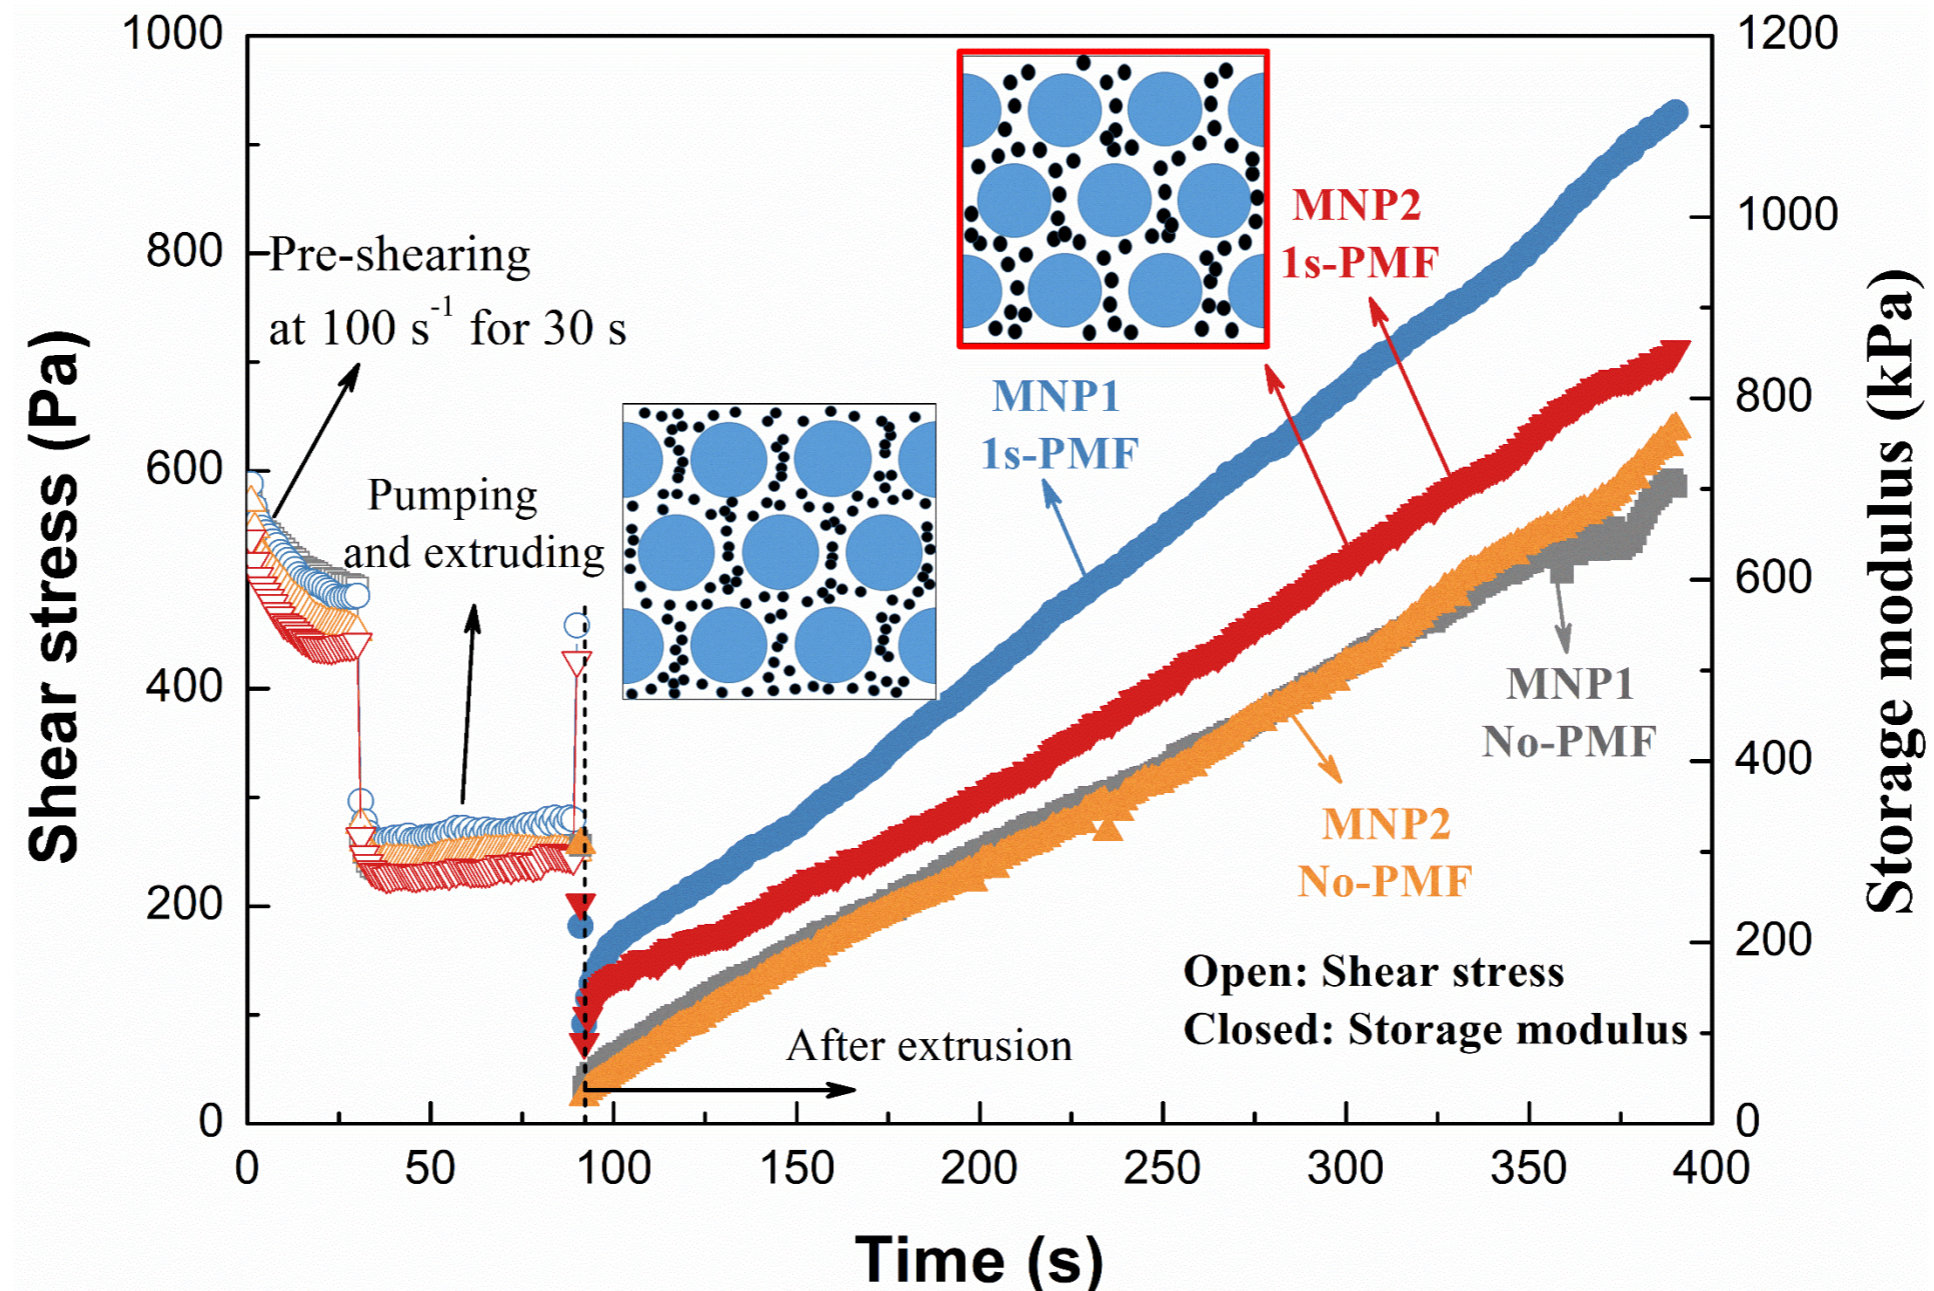 1000
800
600
400
200
0
Shear stress (Pa)
1200
1000
800
600
400
200
0
Storage modulus (kPa)
0 50 100 150 200 250 300 350 400
Time (s)
Pre-shearing
at 100 s⁻¹ for 30 s
Pumping
and extruding
MNP1
1s-PMF
MNP2
1s-PMF
MNP1
No-PMF
MNP2
No-PMF
Open: Shear stress
Closed: Storage modulus
After extrusion